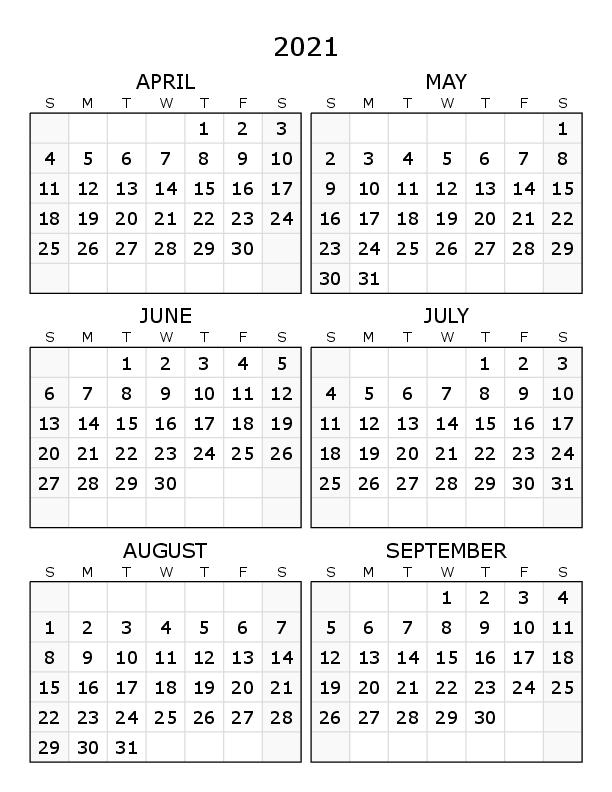 2021
APRIL
S M T W T F S
1 2 3
4 5 6 7 8 9 10
11 12 13 14 15 16 17
18 19 20 21 22 23 24
25 26 27 28 29 30
MAY
S M T W T F S
1
2 3 4 5 6 7 8
9 10 11 12 13 14 15
16 17 18 19 20 21 22
23 24 25 26 27 28 29
30 31
JUNE
S M T W T F S
1 2 3 4 5
6 7 8 9 10 11 12
13 14 15 16 17 18 19
20 21 22 23 24 25 26
27 28 29 30
JULY
S M T W T F S
1 2 3
4 5 6 7 8 9 10
11 12 13 14 15 16 17
18 19 20 21 22 23 24
25 26 27 28 29 30 31
AUGUST
S M T W T F S
1 2 3 4 5 6 7
8 9 10 11 12 13 14
15 16 17 18 19 20 21
22 23 24 25 26 27 28
29 30 31
SEPTEMBER
S M T W T F S
1 2 3 4
5 6 7 8 9 10 11
12 13 14 15 16 17 18
19 20 21 22 23 24 25
26 27 28 29 30